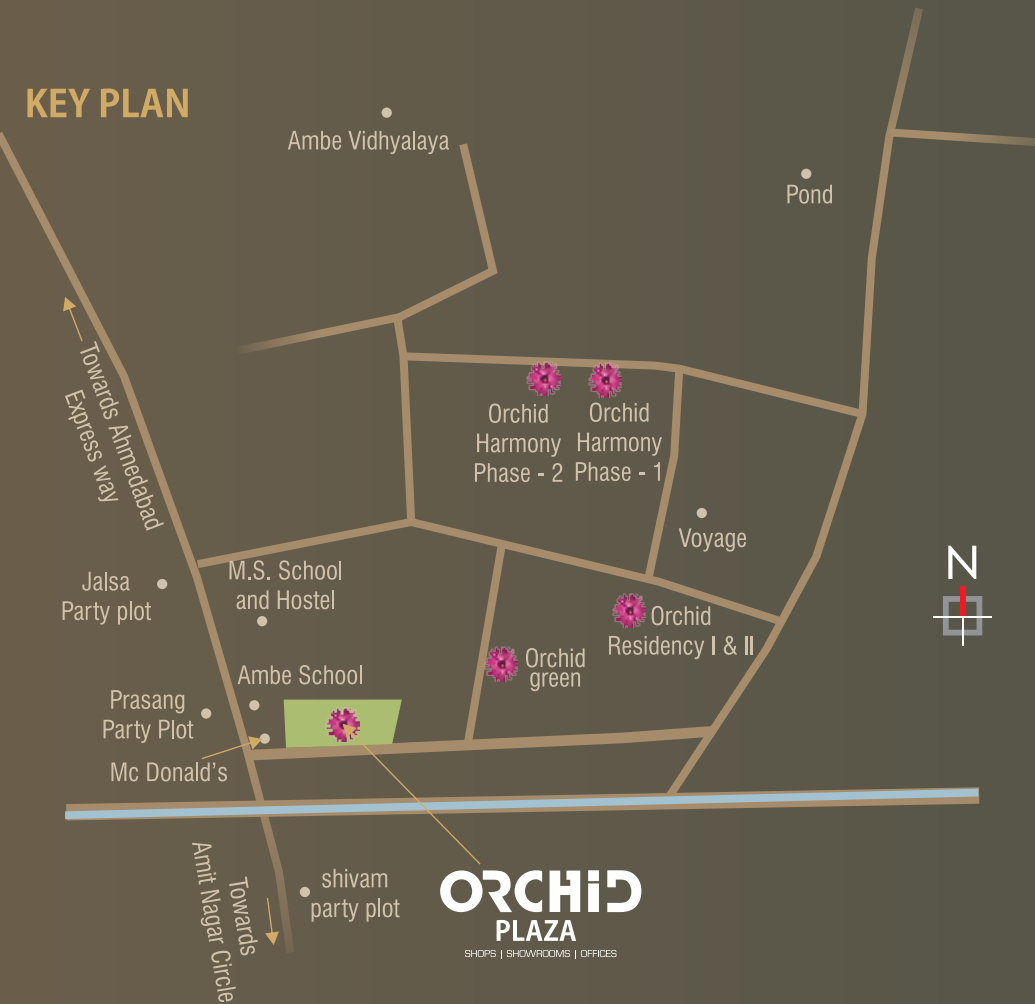 KEY PLAN
Ambe Vidhyalaya
Pond
Towards Ahmedabad
Express way
Orchid
Harmony
Phase - 2
Orchid
Harmony
Phase - 1
Voyage
N
M.S. School
and Hostel
Jalsa
Party plot
Orchid
Residency I & II
Orchid
green
Ambe School
Prasang
Party Plot
Mc Donald's
Towards
Amit Nagar Circle
shivam
party plot
ORCHiD
PLAZA
SHOPS | SHOWROOMS | OFFICES